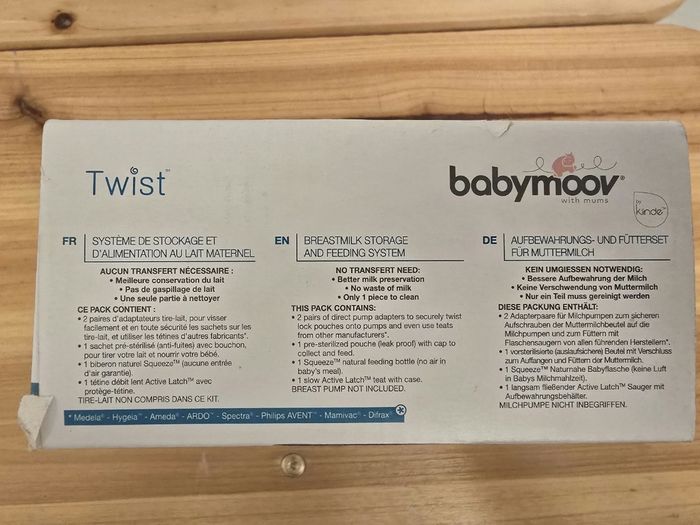 Twist™
babymoov®
with mums
by
kiinde™
FR
SYSTÈME DE STOCKAGE ET
D'ALIMENTATION AU LAIT MATERNEL
AUCUN TRANSFERT NÉCESSAIRE :
• Meilleure conservation du lait
• Pas de gaspillage de lait
• Une seule partie à nettoyer
CE PACK CONTIENT :
• 2 paires d'adaptateurs tire-lait, pour visser
facilement et en toute sécurité les sachets sur les
tire-lait, et utiliser les tétines d'autres fabricants*.
• 1 sachet pré-stérilisé (anti-fuites) avec bouchon,
pour tirer votre lait et nourrir votre bébé.
• 1 biberon naturel Squeeze™ (aucune entrée
d'air garantie).
• 1 tétine débit lent Active Latch™ avec
protège-tétine.
TIRE-LAIT NON COMPRIS DANS CE KIT.
EN
BREASTMILK STORAGE
AND FEEDING SYSTEM
NO TRANSFER NEED:
• Better milk preservation
• No waste of milk
• Only 1 piece to clean
THIS PACK CONTAINS:
• 2 pairs of direct pump adapters to securely twist
lock pouches onto pumps and even use teats
from other manufacturers*.
• 1 pre-sterilized pouch (leak proof) with cap to
collect and feed.
• 1 Squeeze™ natural feeding bottle (no air in
baby's meal).
• 1 slow Active Latch™ teat with case.
BREAST PUMP NOT INCLUDED.
DE
AUFBEWAHRUNGS- UND FÜTTERSET
FÜR MUTTERMILCH
KEIN UMGIESSEN NOTWENDIG:
• Bessere Aufbewahrung der Milch
• Keine Verschwendung von Muttermilch
• Nur ein Teil muss gereinigt werden
DIESE PACKUNG ENTHÄLT:
• 2 Adapterpaare für Milchpumpen zum sicheren
Aufschrauben der Muttermilchbeutel auf die
Milchpumpen und zum Füttern mit
Flaschensaugern von allen führenden Herstellern*.
• 1 vorsterilisierte (auslaufsichere) Beutel mit Verschluss
zum Auffangen und Füttern der Muttermilch.
• 1 Squeeze™ Naturnahe Babyflasche (keine Luft
in Babys Milchmahlzeit).
• 1 langsam fließender Active Latch™ Sauger mit
Aufbewahrungsbehälter.
MILCHPUMPE NICHT INBEGRIFFEN.
* Medela® - Hygeia™ - Ameda® - ARDO™ - Spectra® - Philips AVENT™ - Mamivac® - Difrax®